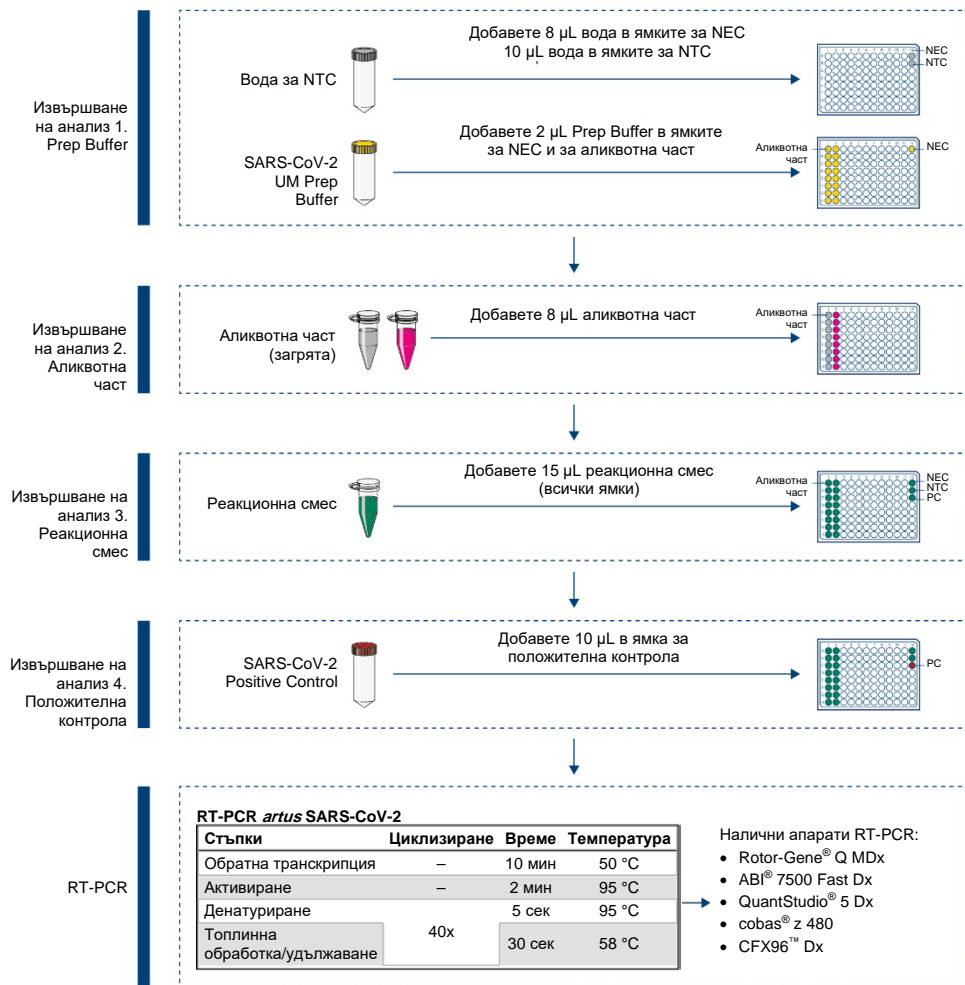 Извършване
на анализ 1.
Prep Buffer
Вода за NTC
Добавете 8 µL вода в ямките за NEC
10 µL вода в ямките за NTC
NEC
NTC
SARS-CoV-2
UM Prep
Buffer
Добавете 2 µL Prep Buffer в ямките
за NEC и за аликвотна част
Аликвотна
част
NEC
Извършване
на анализ 2.
Аликвотна
част
Аликвотна част
(загрята)
Добавете 8 µL аликвотна част
Аликвотна
част
Извършване на
анализ 3.
Реакционна
смес
Реакционна смес
Добавете 15 µL реакционна смес
(всички ямки)
Аликвотна
част
NEC
NTC
PC
Извършване на
анализ 4.
Положителна
контрола
SARS-CoV-2
Positive Control
Добавете 10 µL в ямка за
положителна контрола
PC
RT-PCR
RT-PCR artus SARS-CoV-2
Стъпки Циклизиране Време Температура
Обратна транскрипция – 10 мин 50 °C
Активиране – 2 мин 95 °C
Денатуриране 5 сек 95 °C
40x
Топлинна
обработка/удължаване 30 сек 58 °C
Налични апарати RT-PCR:
• Rotor-Gene® Q MDx
• ABI® 7500 Fast Dx
• QuantStudio® 5 Dx
• cobas® z 480
• CFX96™ Dx